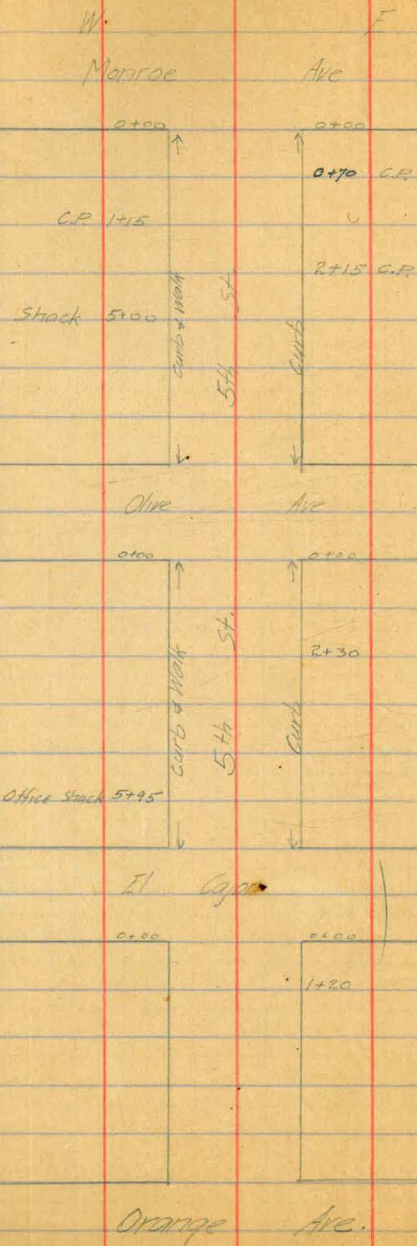 W. E
Monroe Ave
0+00 0+00
0+70 C.P.
C.P. 1+15
2+15 C.P.
Shack 5+00
Curb & Walk
5th St.
Curb
Olive Ave
0+00 0+00
2+30
Curb & Walk
5th St.
Curb
Office Shack 5+95
El Cajon
0+00 0+00
1+20
Orange Ave.